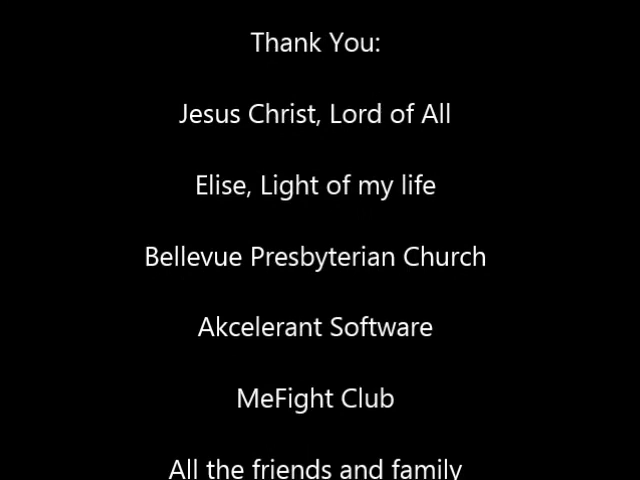 Thank You:
Jesus Christ, Lord of All
Elise, Light of my life
Bellevue Presbyterian Church
Akcelerant Software
MeFight Club
All the friends and family